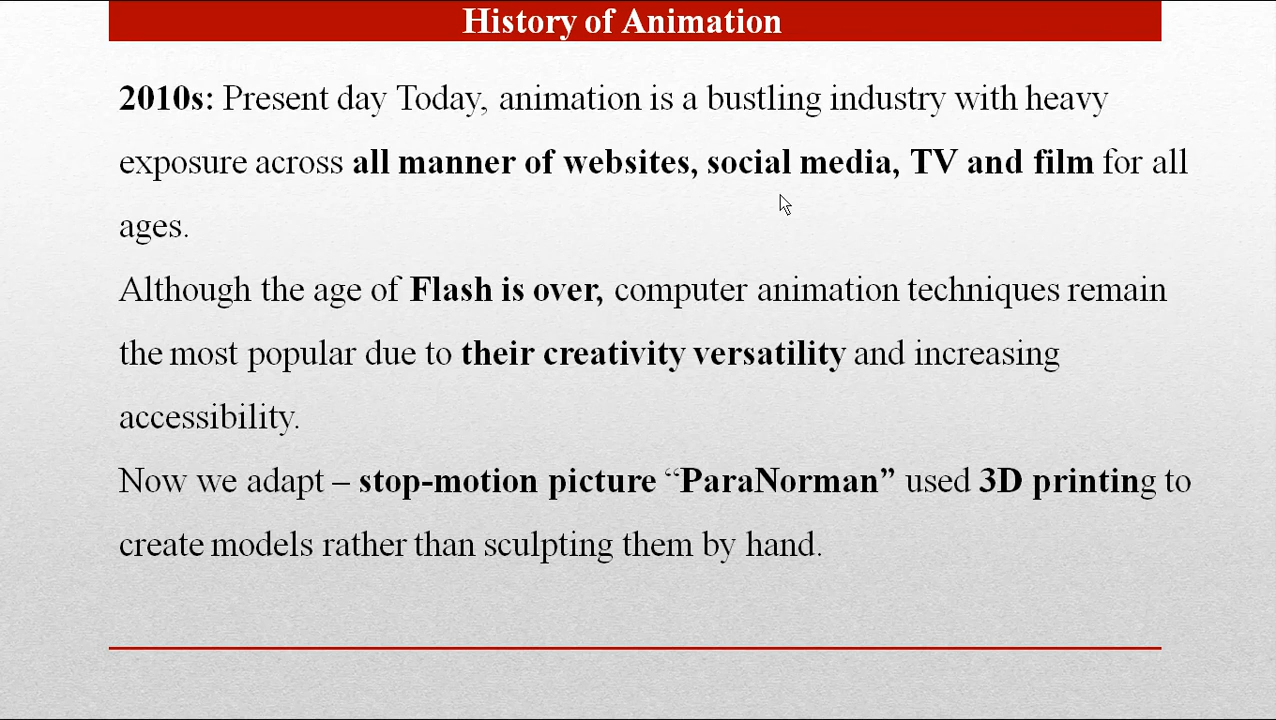 History of Animation
2010s: Present day Today, animation is a bustling industry with heavy
exposure across all manner of websites, social media, TV and film for all
ages.
Although the age of Flash is over, computer animation techniques remain
the most popular due to their creativity versatility and increasing
accessibility.
Now we adapt – stop-motion picture “ParaNorman” used 3D printing to
create models rather than sculpting them by hand.